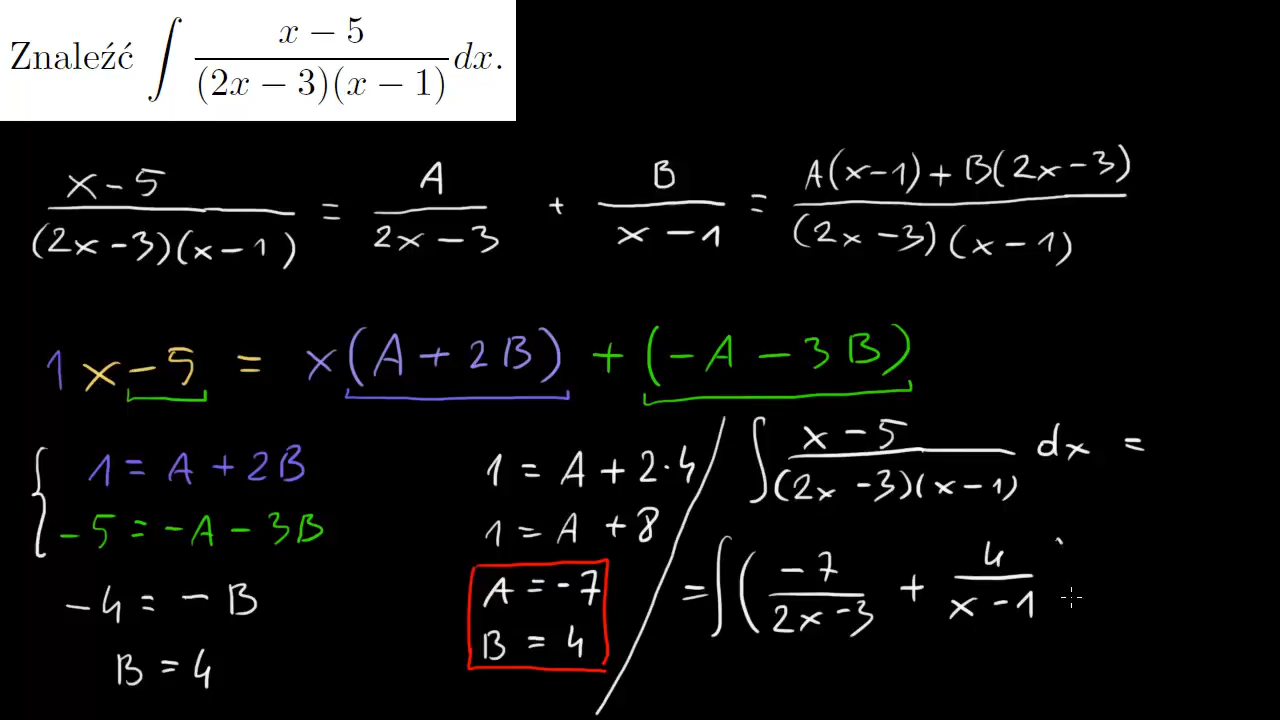 Znaleźć ∫ (x − 5)/((2x − 3)(x − 1)) dx.
(x−5)/((2x−3)(x−1)) = A/(2x−3) + B/(x−1) = (A(x−1) + B(2x−3))/((2x−3)(x−1))
1x−5 = x(A + 2B) + (−A − 3B)
1 = A + 2B
−5 = −A − 3B
−4 = −B
B = 4
1 = A + 2·4
1 = A + 8
A = −7
B = 4
∫ (x−5)/((2x−3)(x−1)) dx =
= ∫ ( −7/(2x−3) + 4/(x−1)